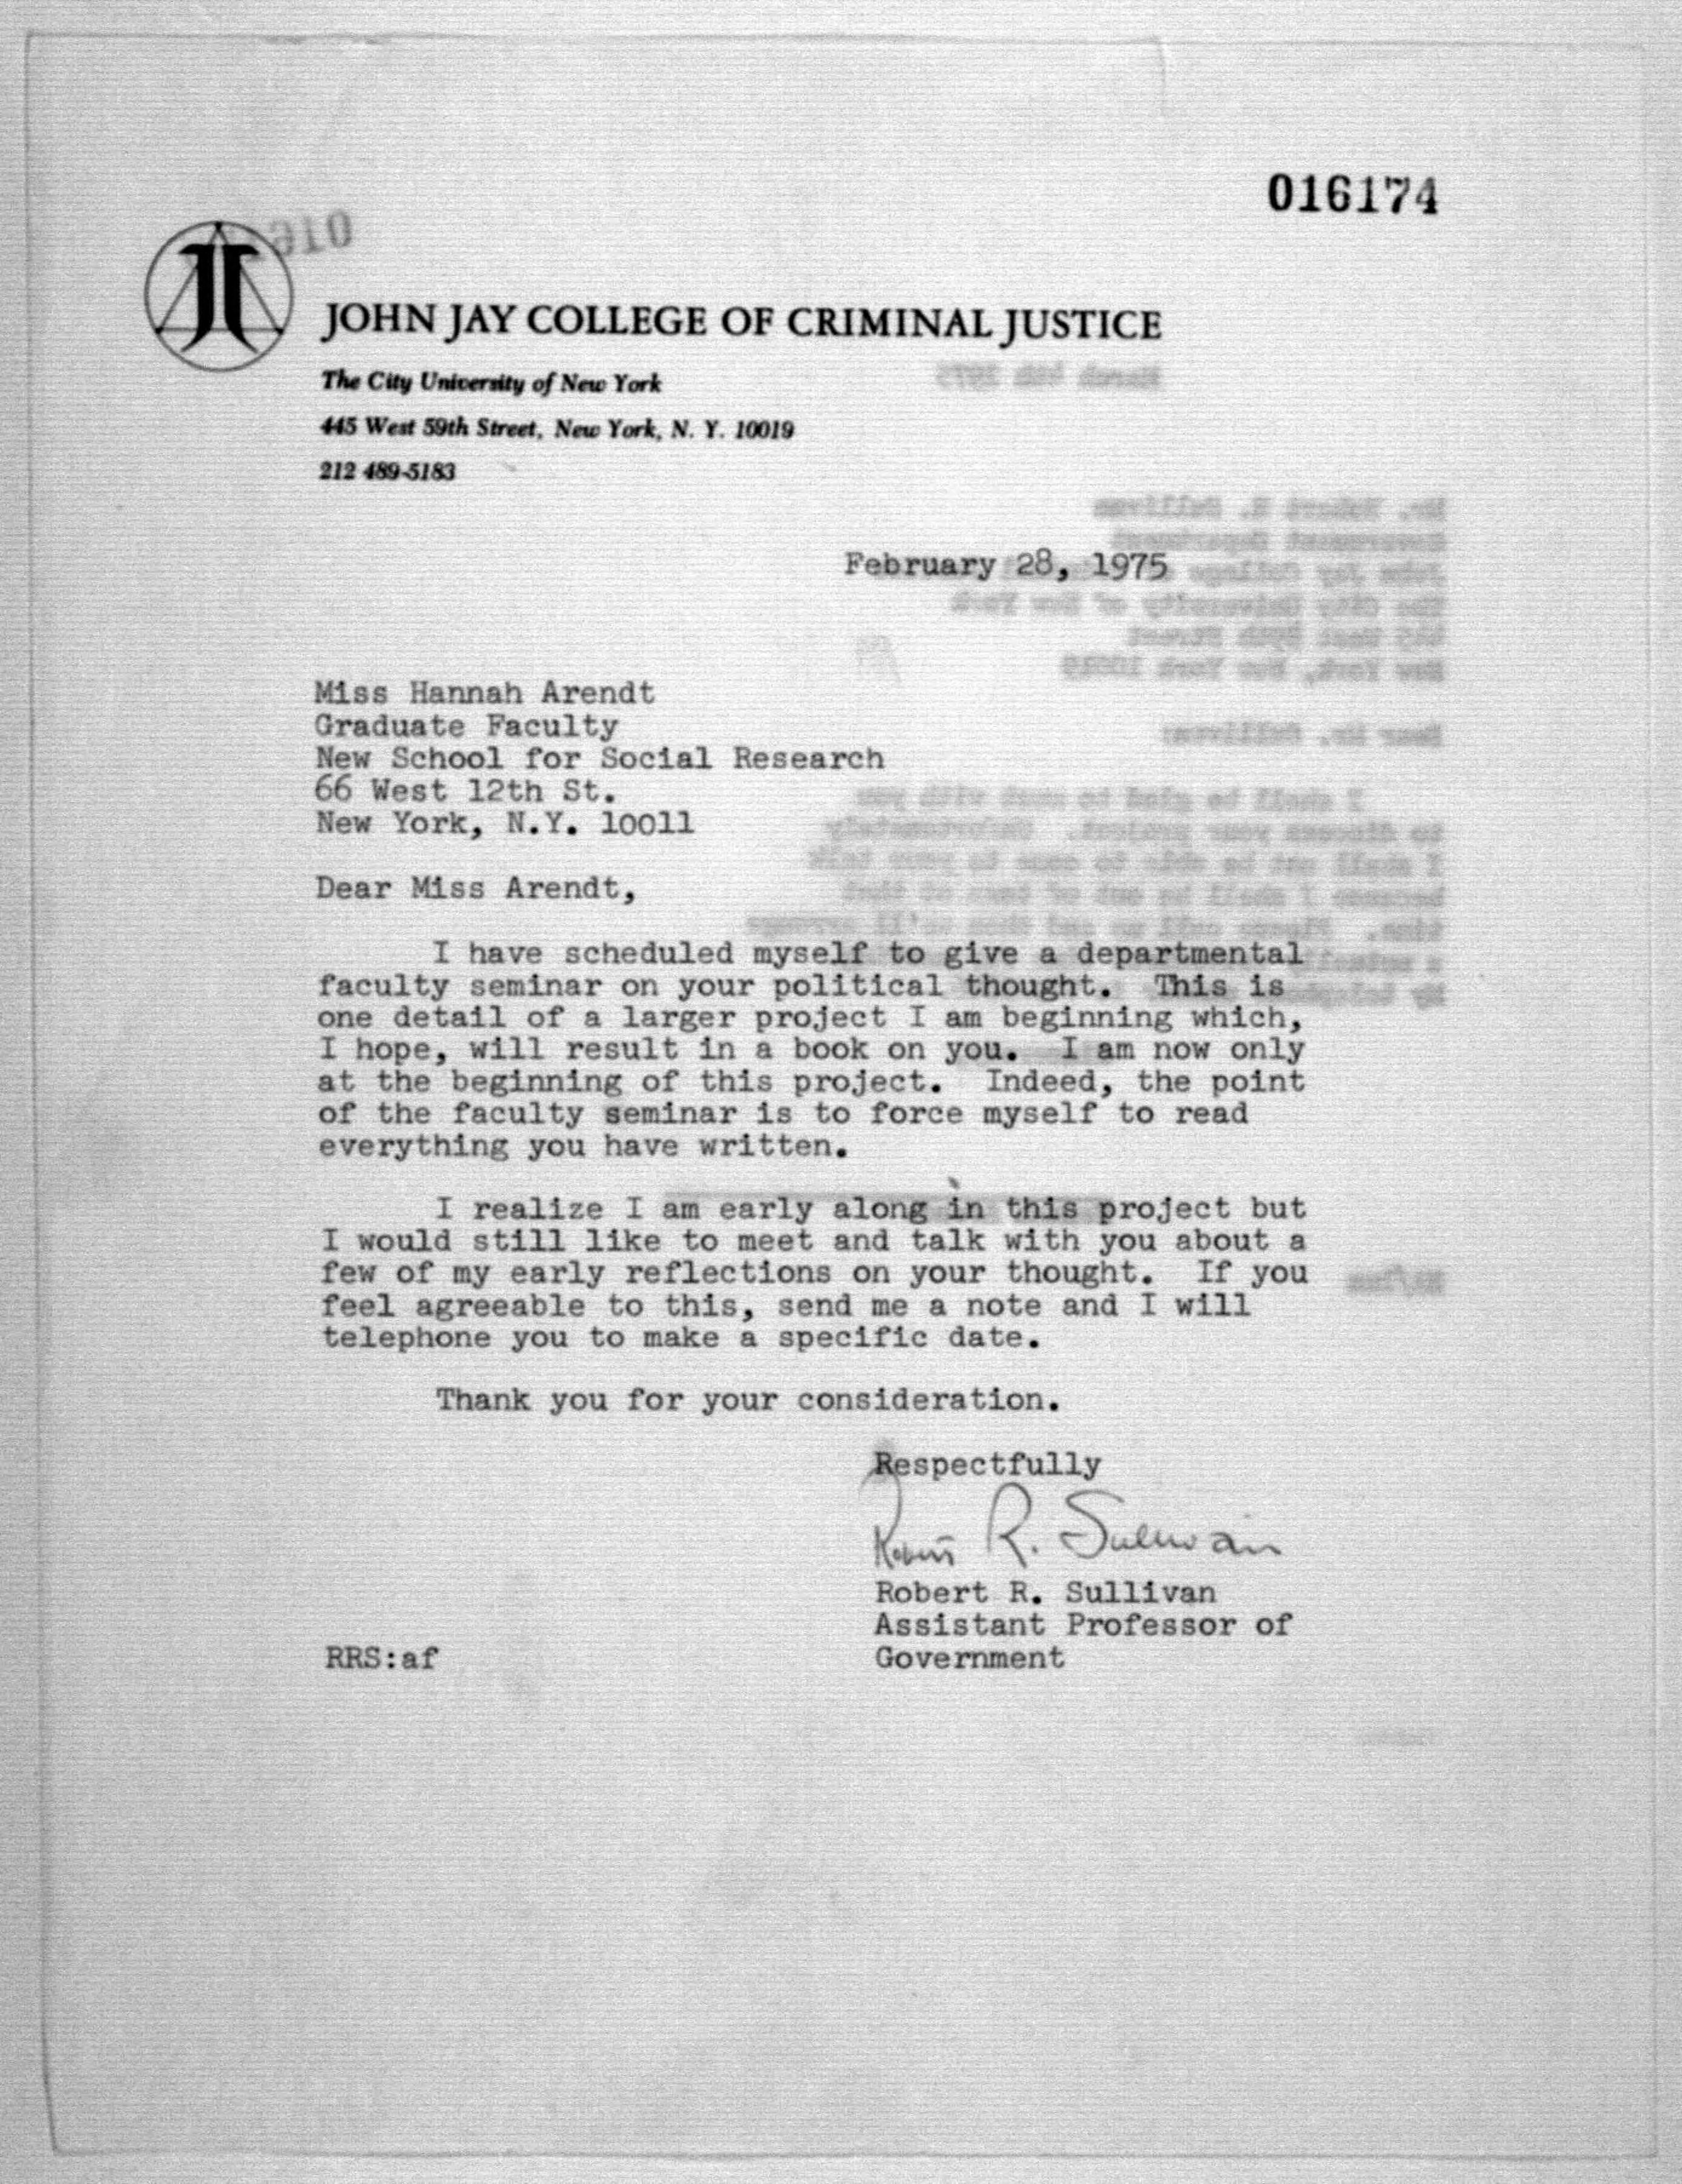 016174
JOHN JAY COLLEGE OF CRIMINAL JUSTICE
The City University of New York
445 West 59th Street, New York, N. Y. 10019
212 489-5183
February 28, 1975
Miss Hannah Arendt
Graduate Faculty
New School for Social Research
66 West 12th St.
New York, N.Y. 10011
Dear Miss Arendt,
I have scheduled myself to give a departmental
faculty seminar on your political thought. This is
one detail of a larger project I am beginning which,
I hope, will result in a book on you. I am now only
at the beginning of this project. Indeed, the point
of the faculty seminar is to force myself to read
everything you have written.
I realize I am early along in this project but
I would still like to meet and talk with you about a
few of my early reflections on your thought. If you
feel agreeable to this, send me a note and I will
telephone you to make a specific date.
Thank you for your consideration.
Respectfully
Robert R. Sullivan
Robert R. Sullivan
Assistant Professor of
RRS:af Government